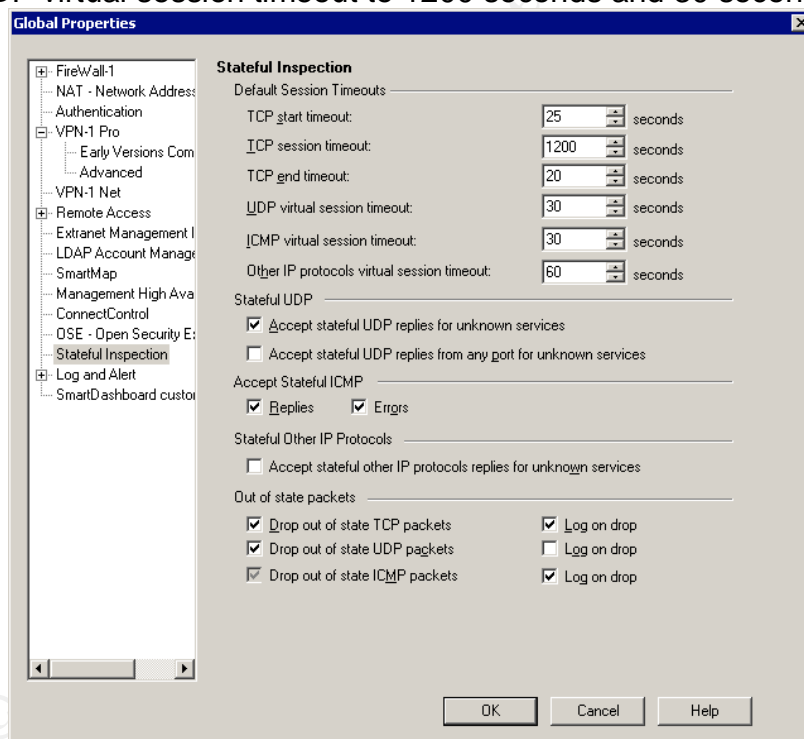 virtual session timeout to 1200 seconds and
Global Properties
FireWall-1
NAT - Network Address
Authentication
VPN-1 Pro
Early Versions Com
Advanced
VPN-1 Net
Remote Access
Extranet Management I
LDAP Account Manage
SmartMap
Management High Ava
ConnectControl
OSE - Open Security E
Stateful Inspection
Log and Alert
SmartDashboard custo
Stateful Inspection
Default Session Timeouts
TCP start timeout: 25 seconds
TCP session timeout: 1200 seconds
TCP end timeout: 20 seconds
UDP virtual session timeout: 30 seconds
ICMP virtual session timeout: 30 seconds
Other IP protocols virtual session timeout: 60 seconds
Stateful UDP
Accept stateful UDP replies for unknown services
Accept stateful UDP replies from any port for unknown services
Accept Stateful ICMP
Replies Errors
Stateful Other IP Protocols
Accept stateful other IP protocols replies for unknown services
Out of state packets
Drop out of state TCP packets Log on drop
Drop out of state UDP packets Log on drop
Drop out of state ICMP packets Log on drop
OK Cancel Help